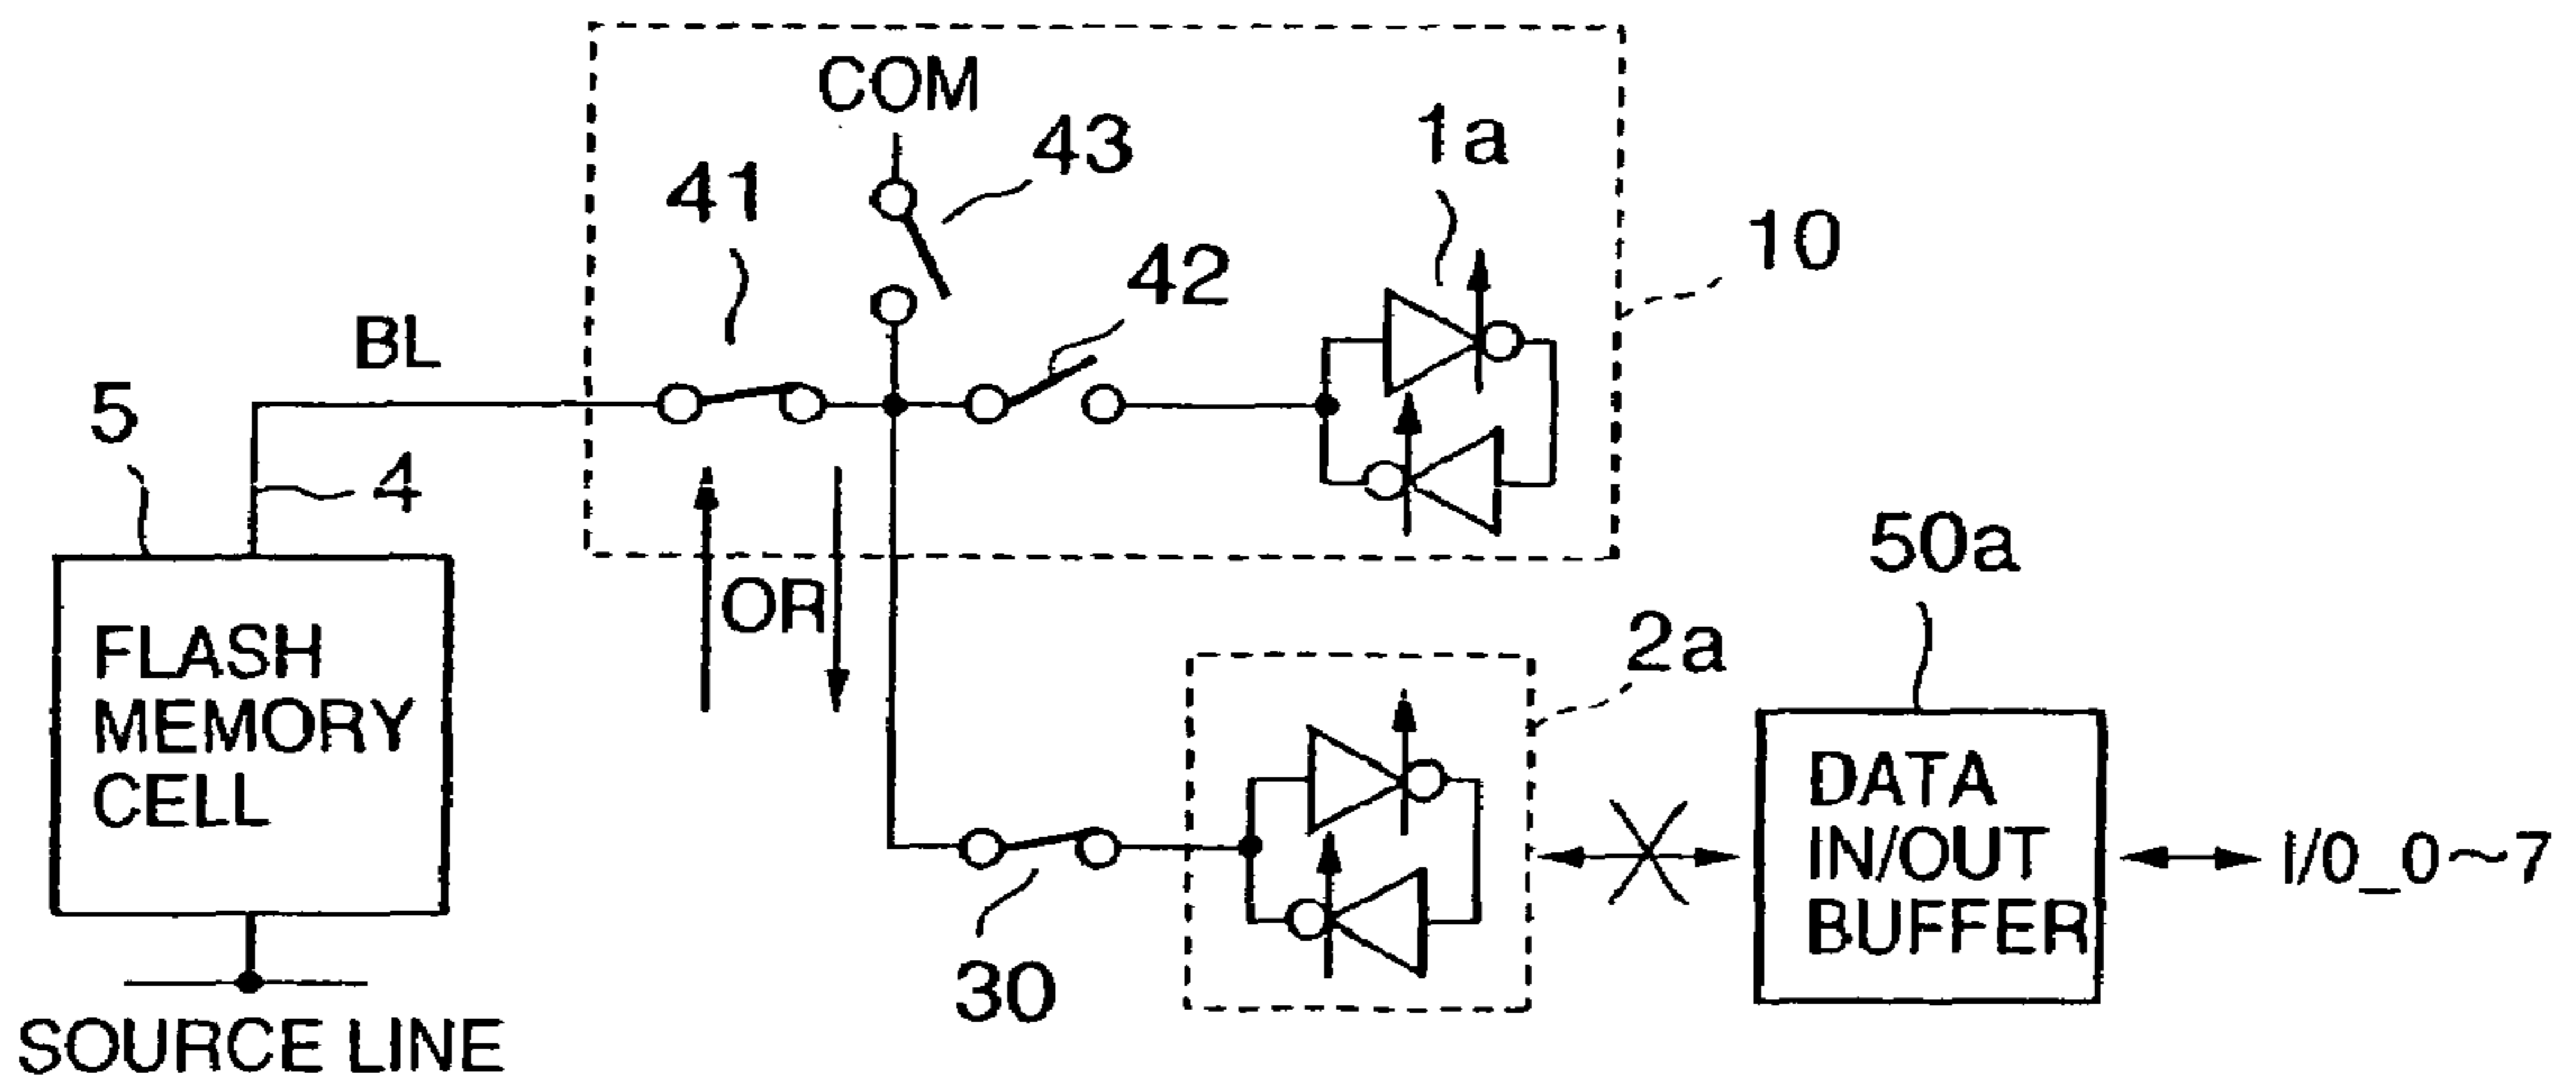 COM
43
1a
41
10
42
BL
5
4
50a
OR
FLASH
MEMORY
CELL
2a
DATA
IN/OUT
BUFFER
I/0_0~7
30
SOURCE LINE